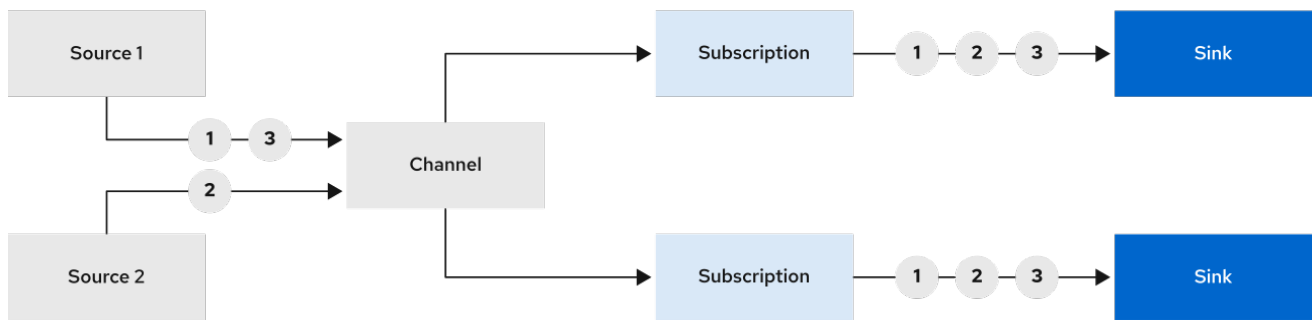 Source 1
Subscription
1 2 3
Sink
1 3
Channel
2
Source 2
Subscription
1 2 3
Sink